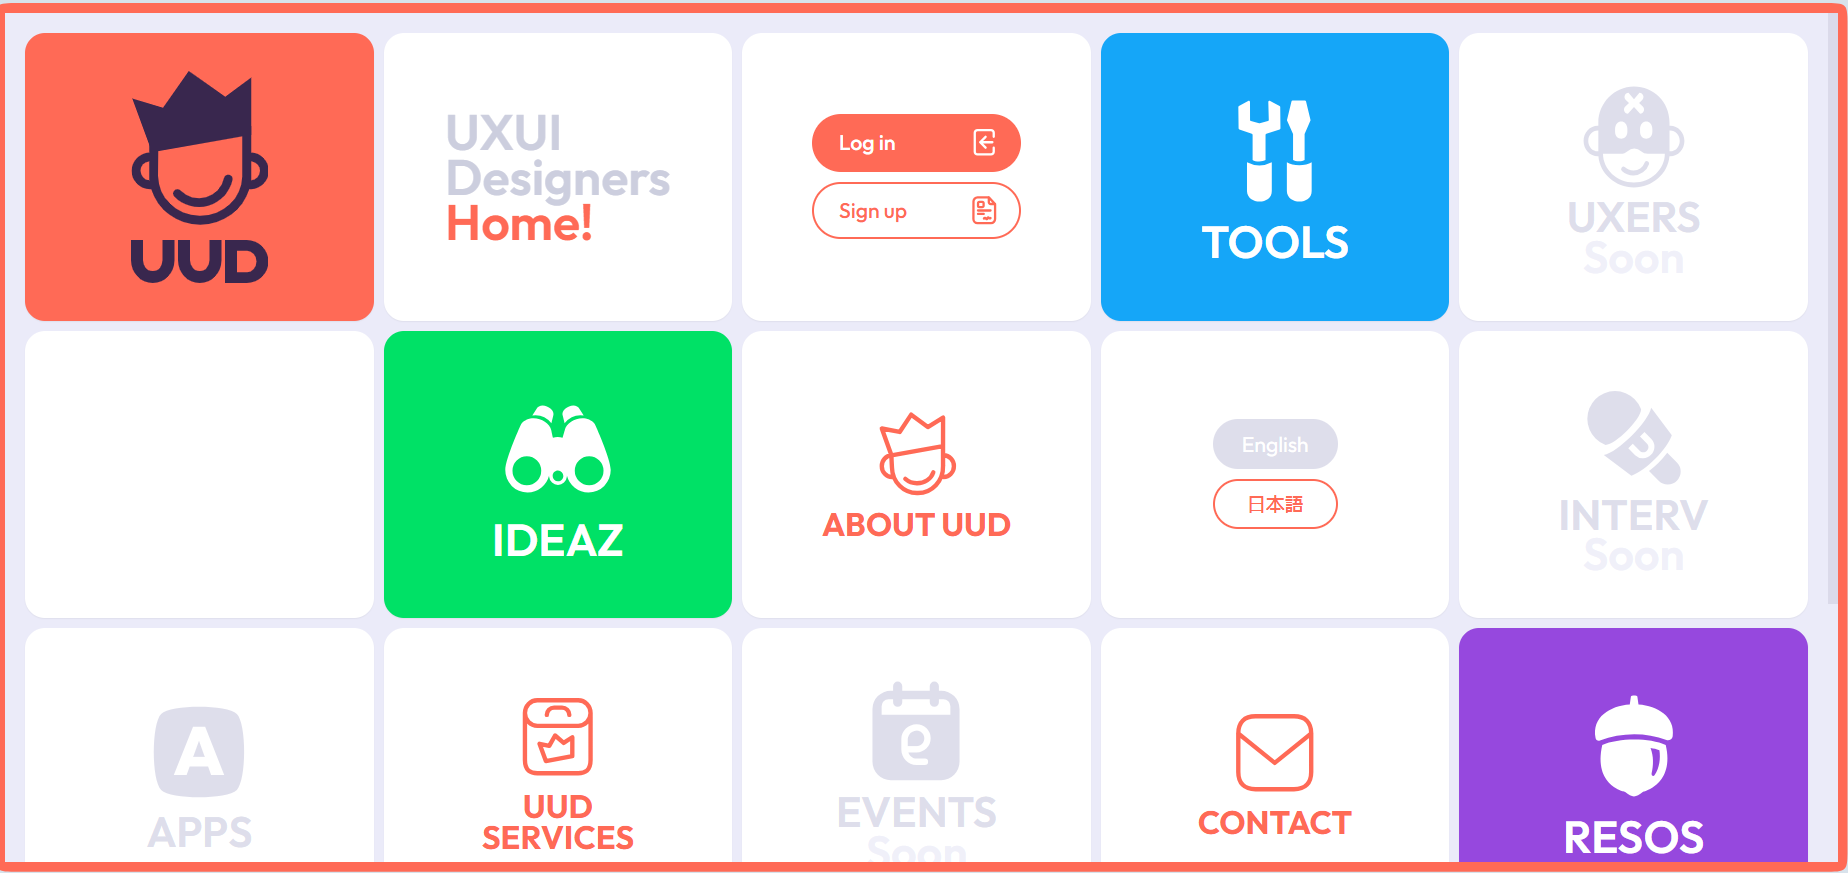 UUD
UXUI
Designers
Home!
Log in
Sign up
TOOLS
UXERS
Soon
IDEAZ
ABOUT UUD
English
日本語
INTERV
Soon
A
APPS
UUD
SERVICES
e
EVENTS
Soon
CONTACT
RESOS